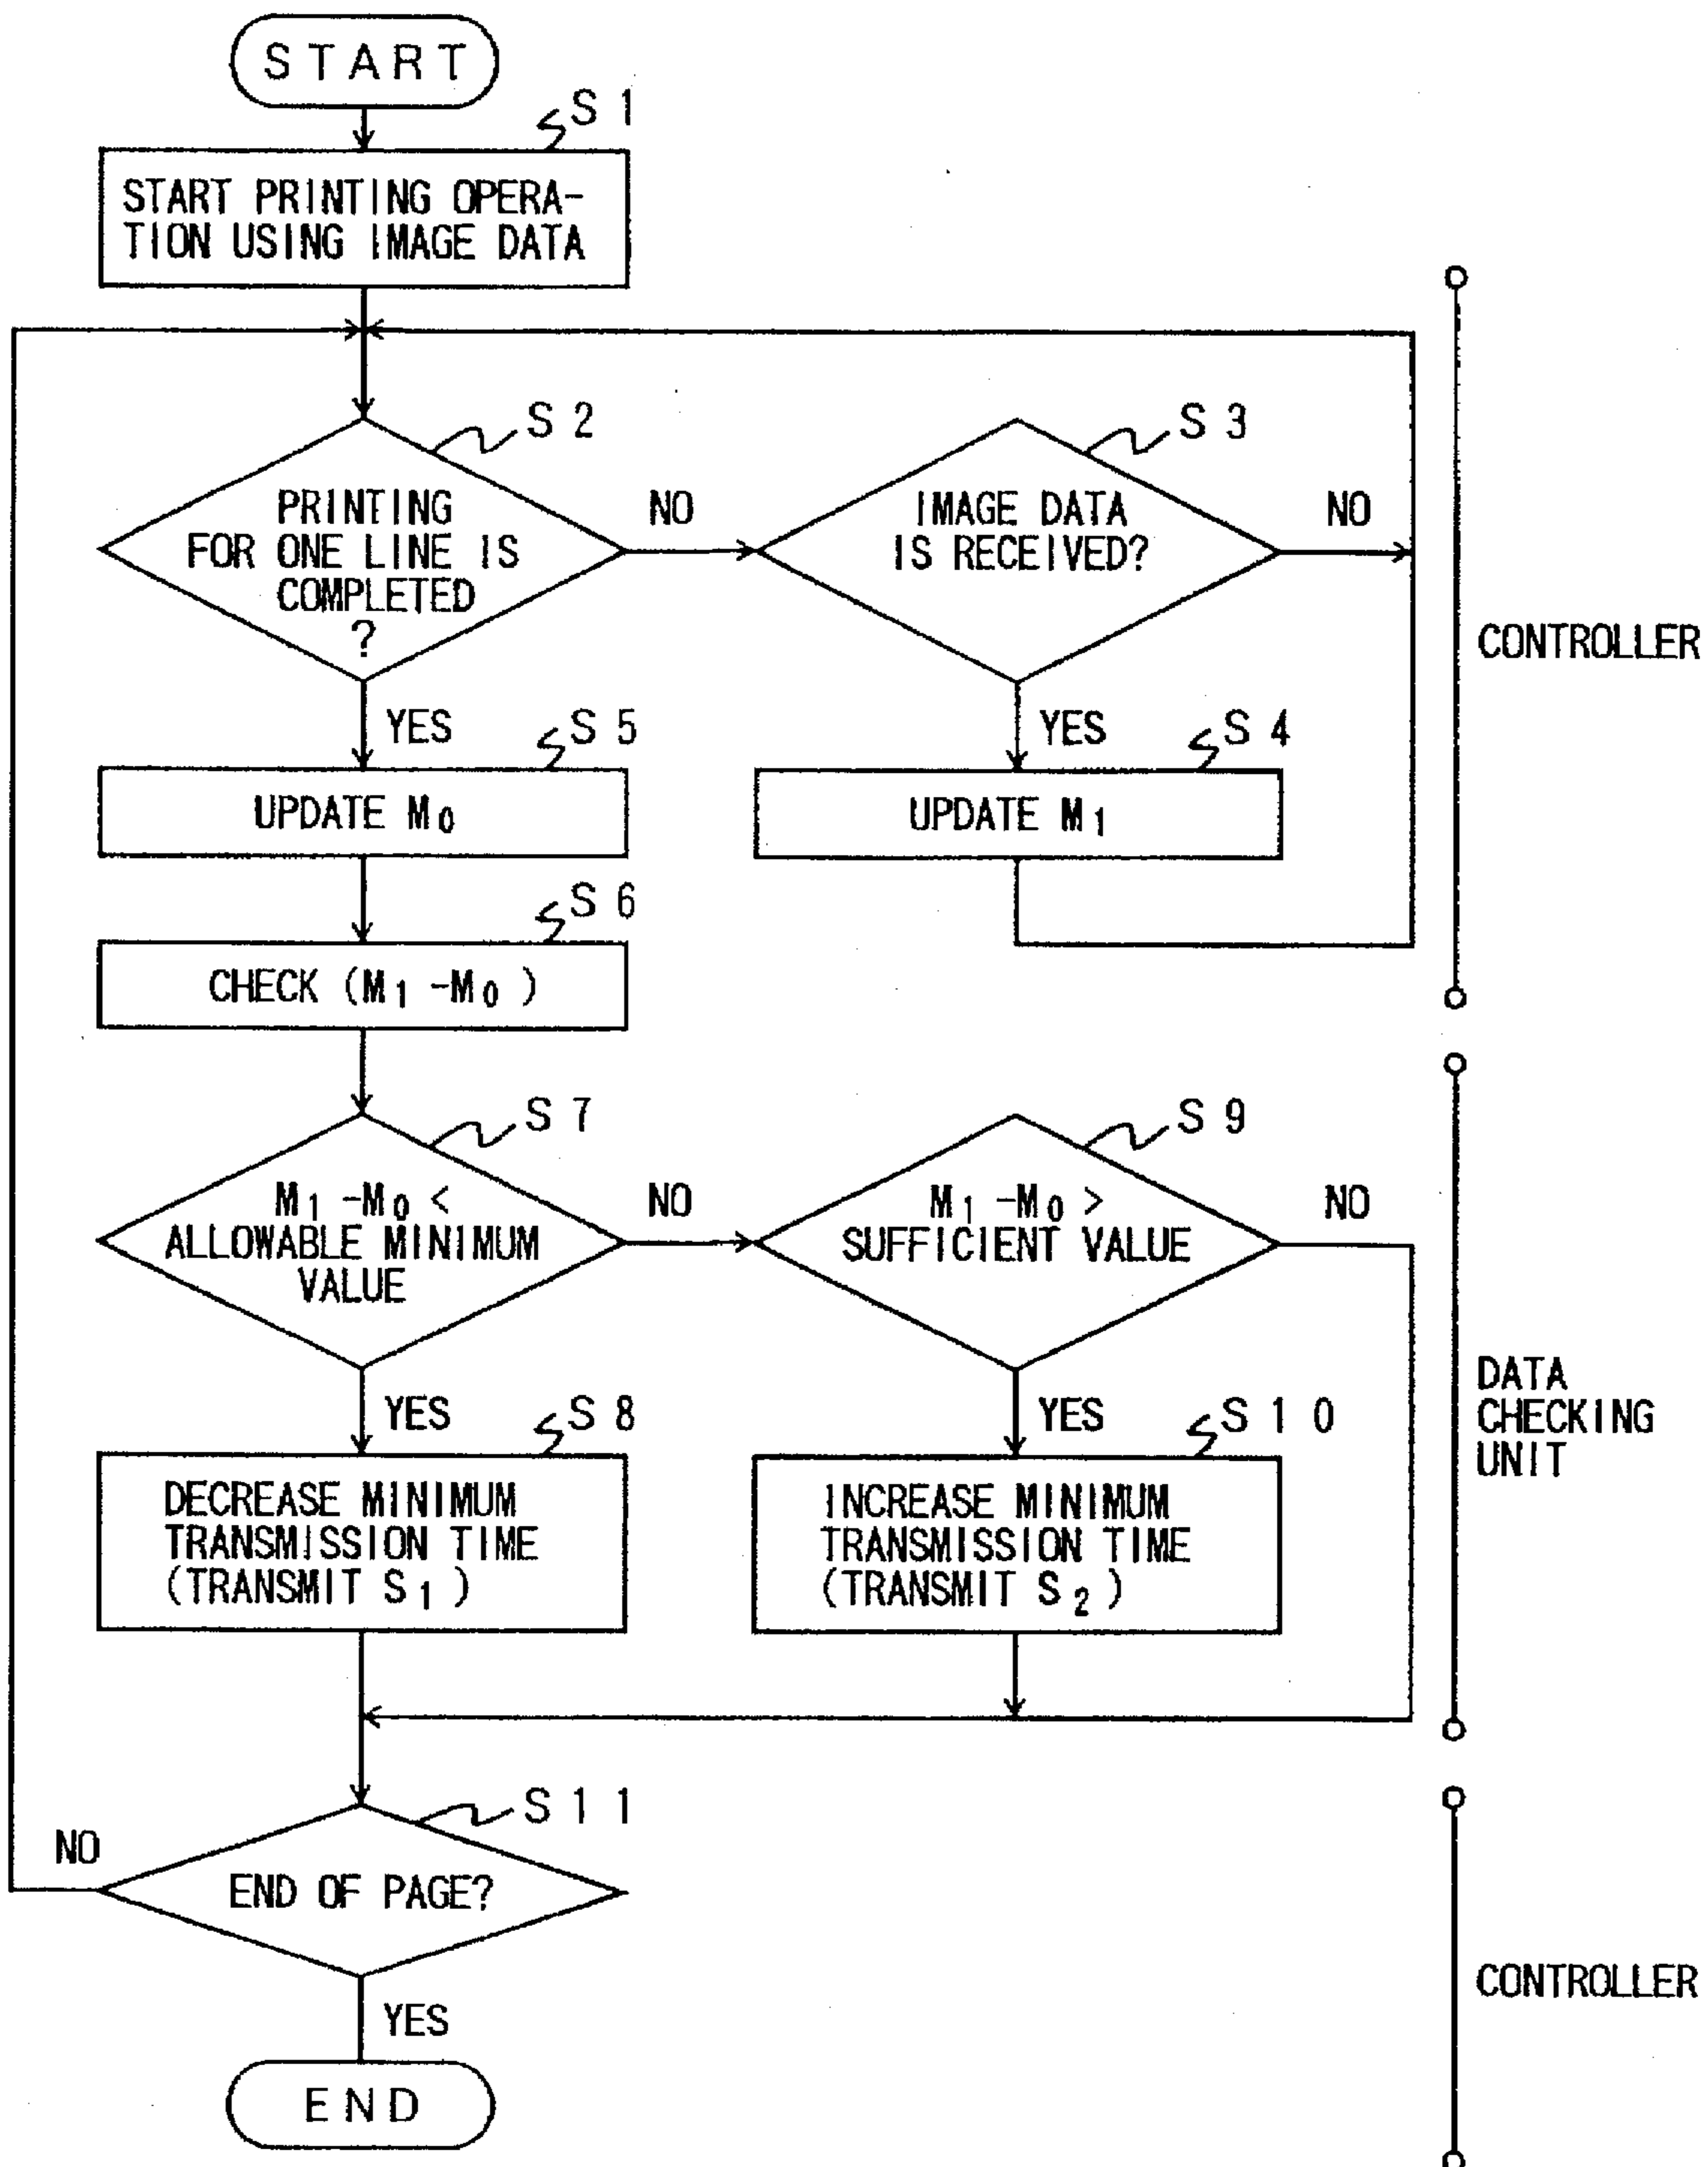 START
S1
START PRINTING OPERA-
TION USING IMAGE DATA
S2
PRINTING
FOR ONE LINE IS
COMPLETED
?
NO
S3
IMAGE DATA
IS RECEIVED?
NO
CONTROLLER
YES
S5
UPDATE M0
YES
S4
UPDATE M1
S6
CHECK (M1 -M0 )
S7
M1 -M0 <
ALLOWABLE MINIMUM
VALUE
NO
S9
M1 -M0 >
SUFFICIENT VALUE
NO
DATA
CHECKING
UNIT
YES
S8
DECREASE MINIMUM
TRANSMISSION TIME
(TRANSMIT S1 )
YES
S10
INCREASE MINIMUM
TRANSMISSION TIME
(TRANSMIT S2 )
S11
NO
END OF PAGE?
CONTROLLER
YES
END